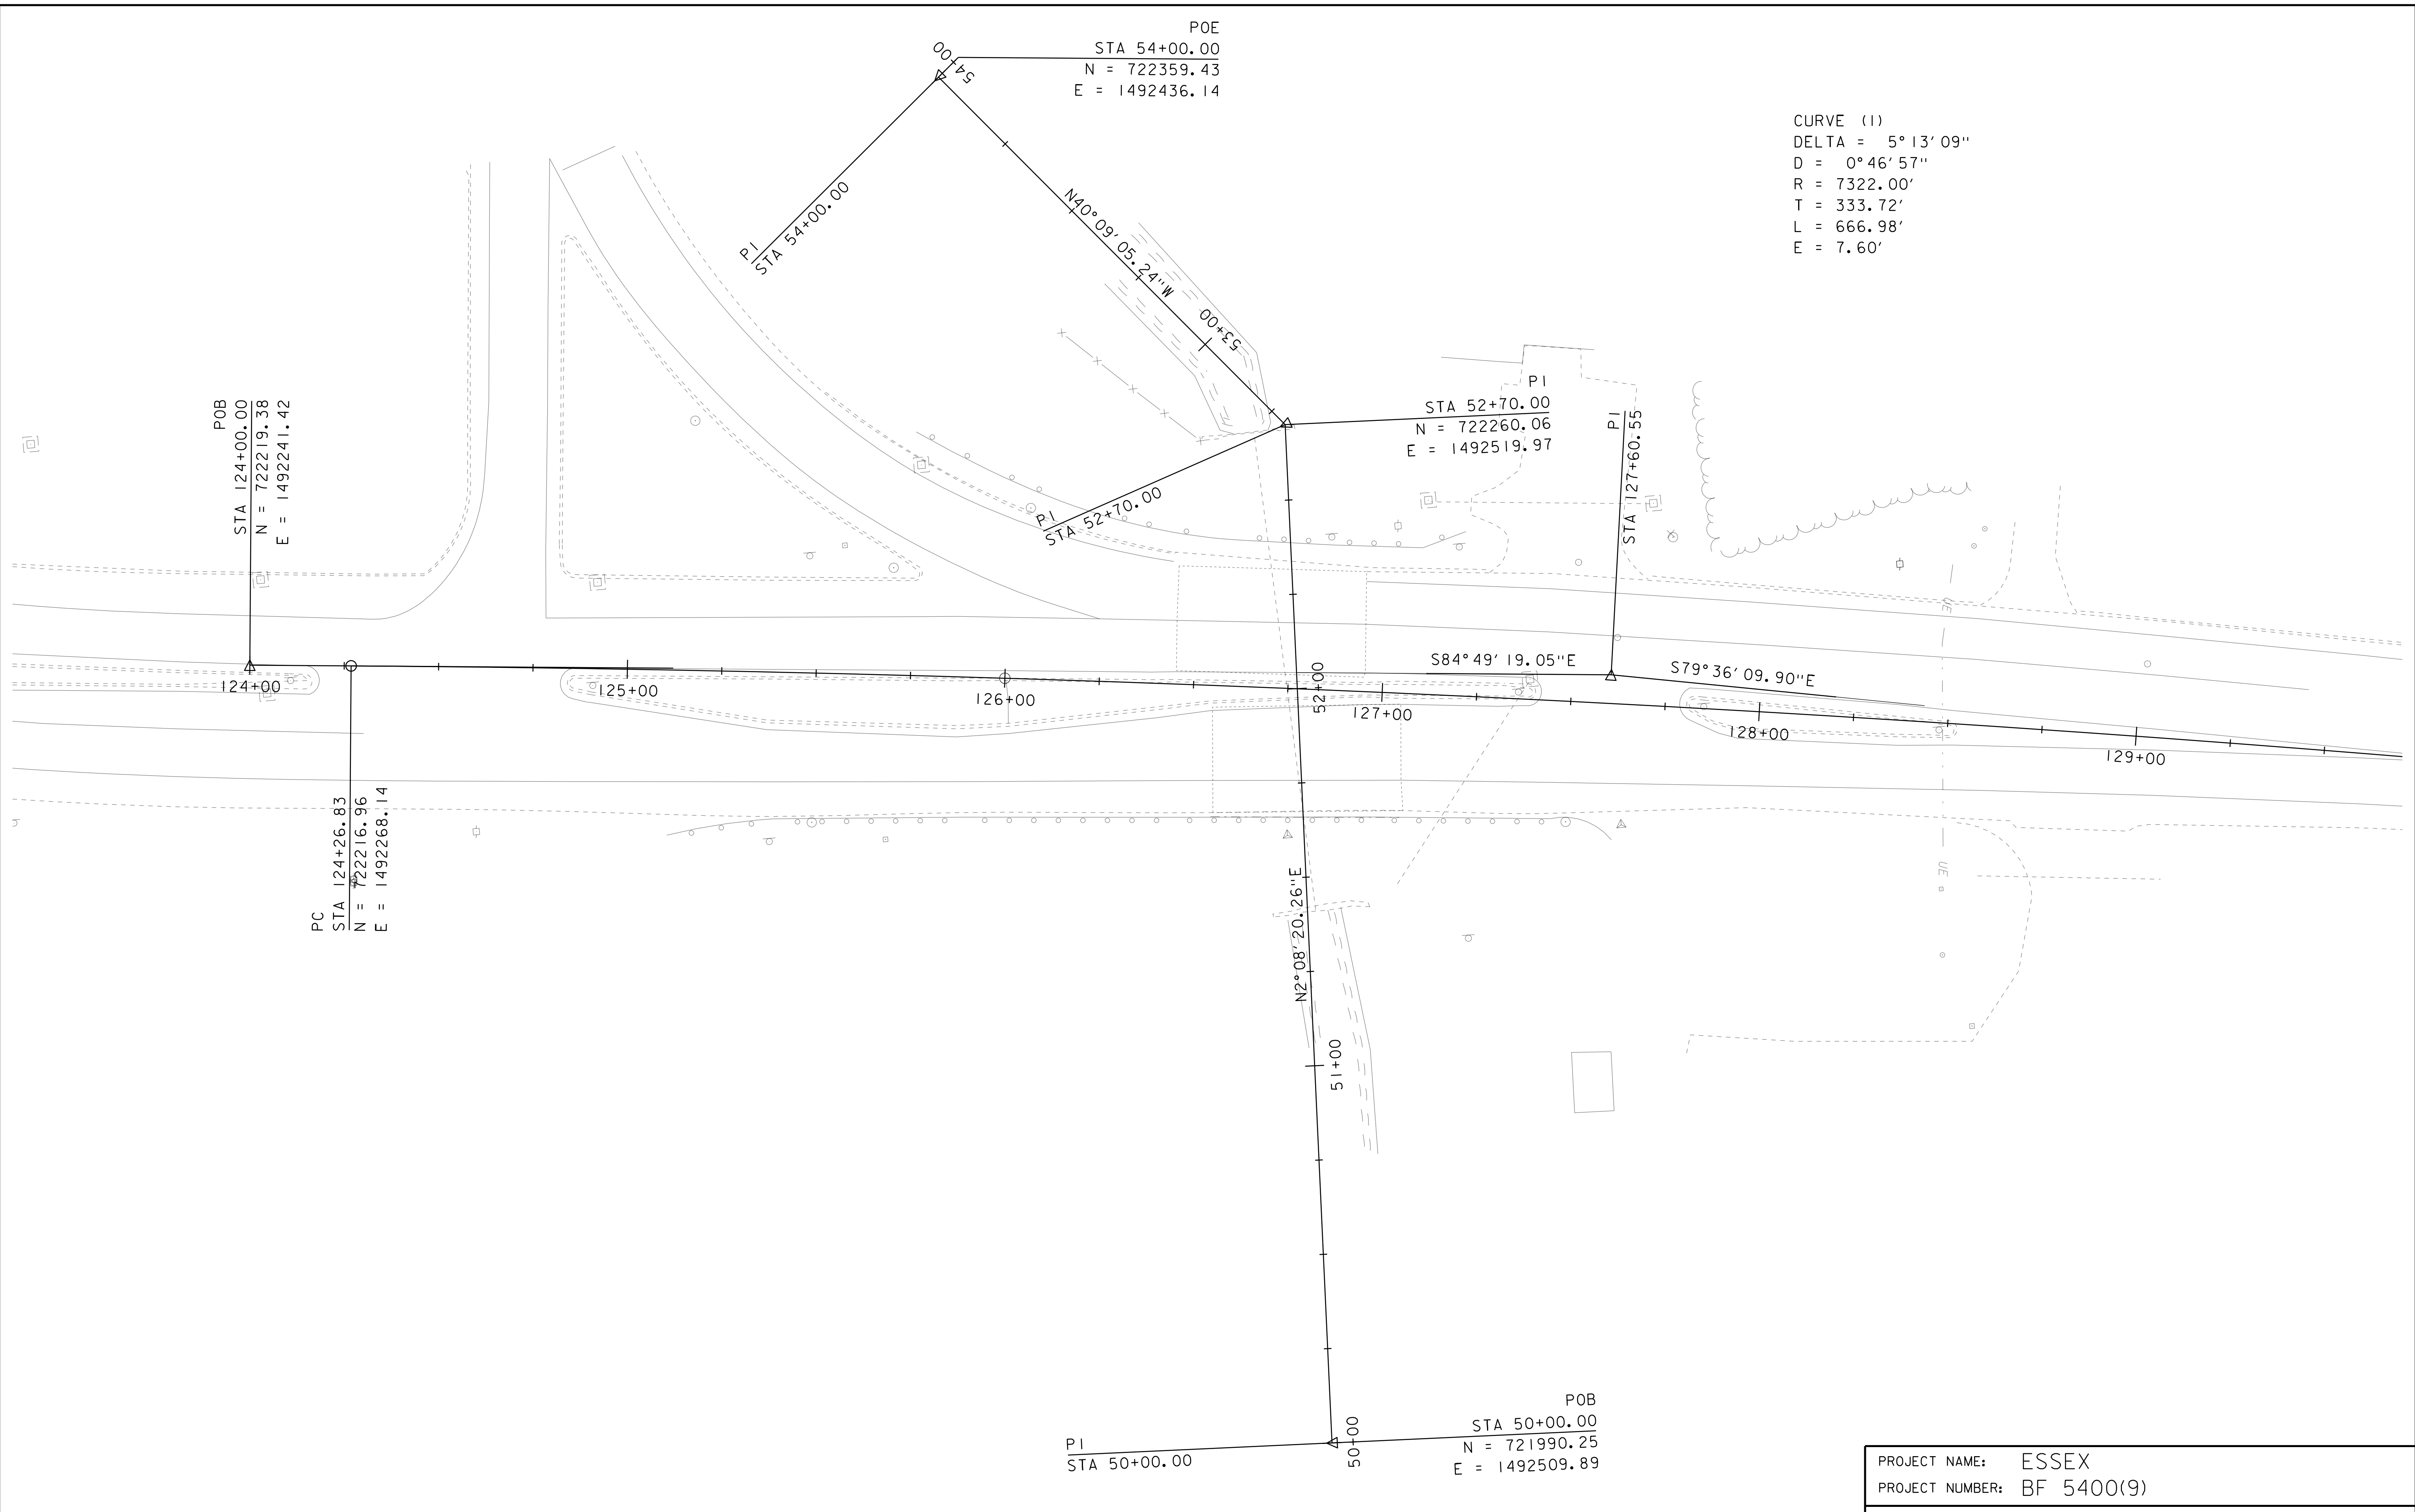 POE
STA 54+00.00
N = 722359.43
E = 1492436.14
54+00
CURVE (1)
DELTA = 5°13'09"
D = 0°46'57"
R = 7322.00'
T = 333.72'
L = 666.98'
E = 7.60'
PI
STA 54+00.00
N40°09'05.24"W
53+00
PI
STA 52+70.00
N = 722260.06
E = 1492519.97
PI
STA 52+70.00
PI
STA 127+60.55
POB
STA 124+00.00
N = 722219.38
E = 1492241.42
UE
124+00
125+00
126+00
52+00
127+00
S84°49'19.05"E
S79°36'09.90"E
128+00
129+00
PC
STA 124+26.83
N = 722216.96
E = 1492268.14
UE
N2°08'20.26"E
51+00
PI
STA 50+00.00
50+00
POB
STA 50+00.00
N = 721990.25
E = 1492509.89
PROJECT NAME: ESSEX
PROJECT NUMBER: BF 5400(9)